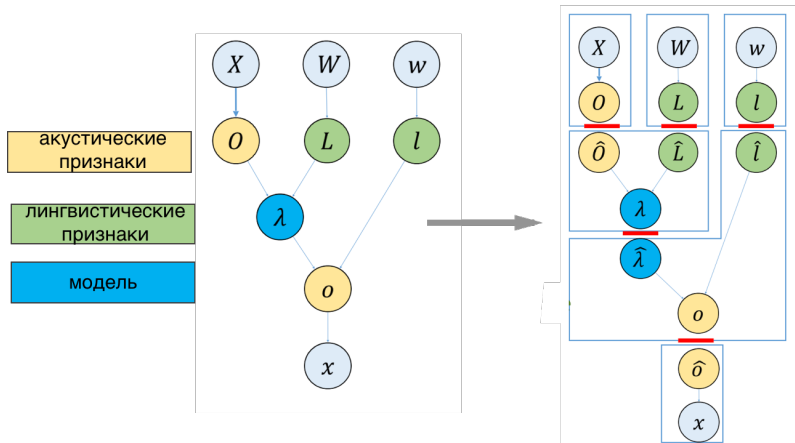 X W w
O L l
акустические
признаки
λ
лингвистические
признаки
модель
o
x
X W w
O L l
Ô L̂ l̂
λ
λ̂
o
ô
x